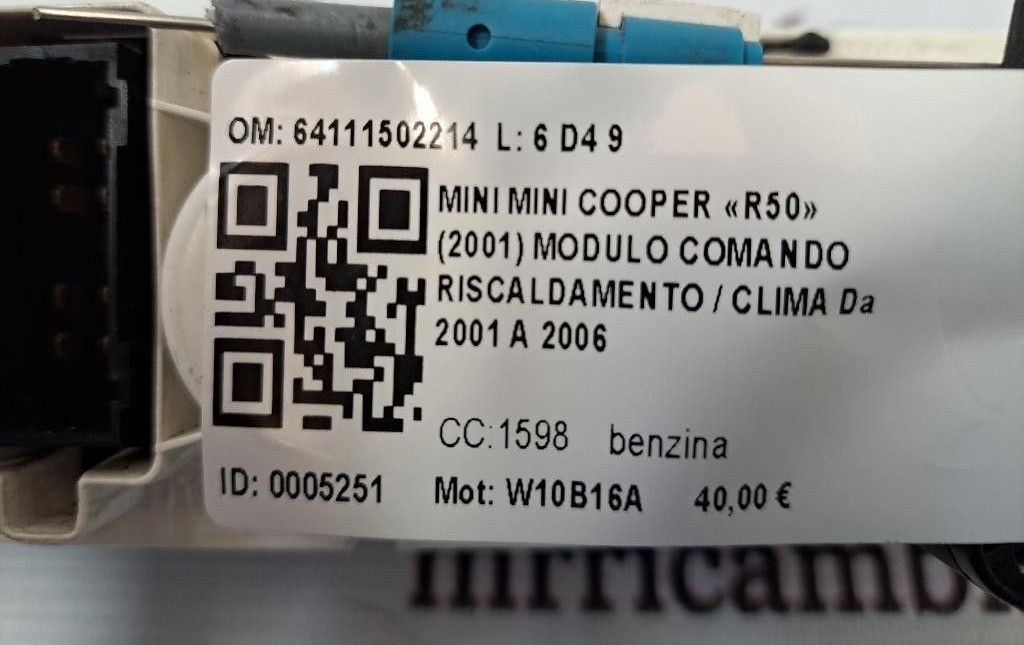 OM: 64111502214 L: 6 D4 9
MINI MINI COOPER «R50»
(2001) MODULO COMANDO
RISCALDAMENTO / CLIMA Da
2001 A 2006
CC:1598 benzina
ID: 0005251 Mot: W10B16A 40,00 €